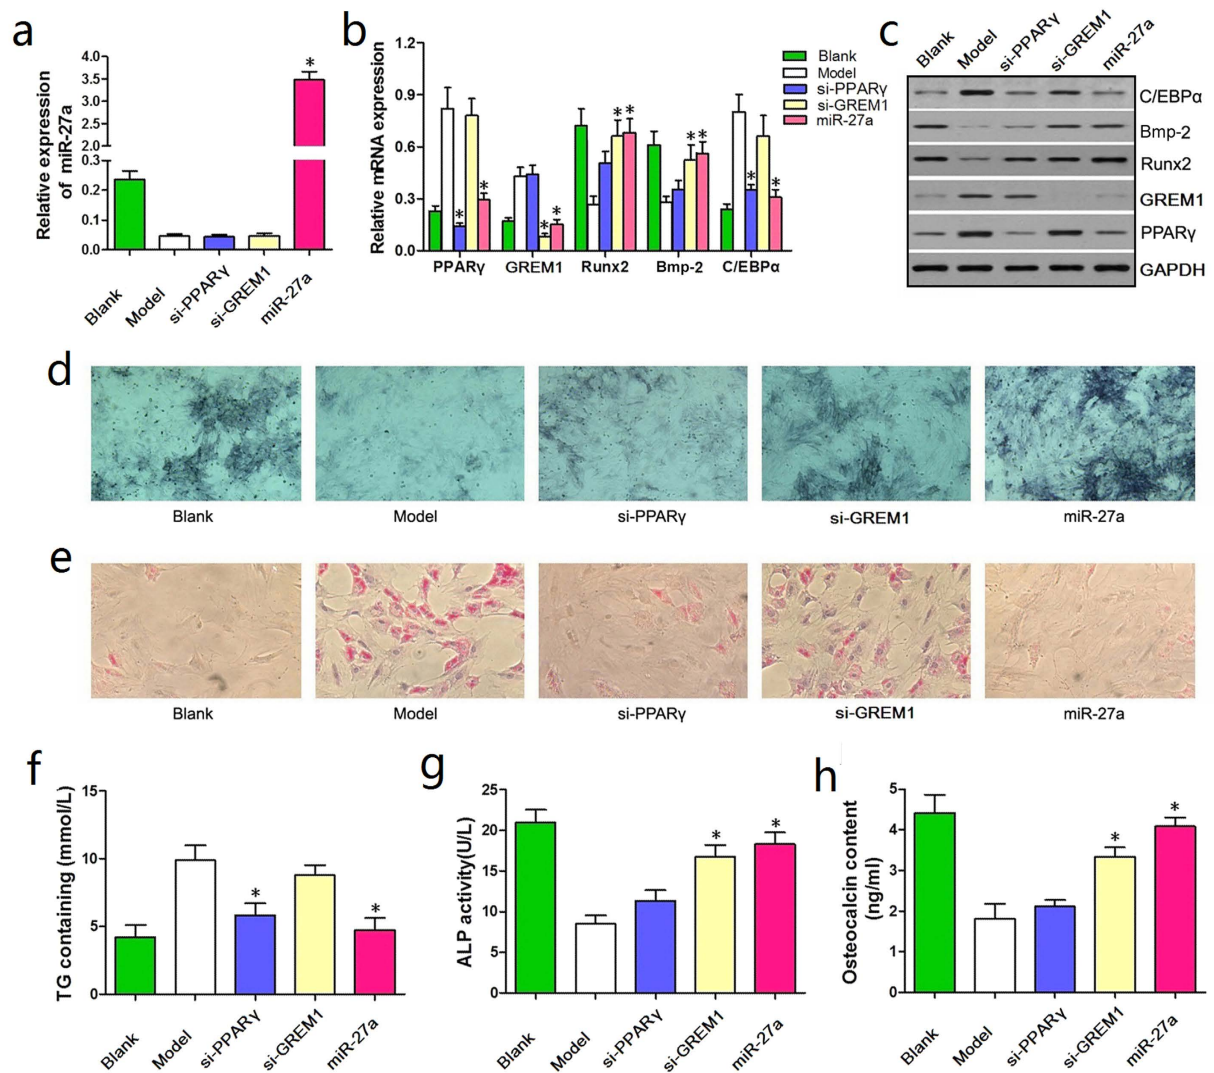 a
Relative expression
of miR-27a
4.0
3.5
3.0
2.5
2.0
0.3
0.2
0.1
0.0
*
Blank
Model
si-PPARγ
si-GREM1
miR-27a
b
Relative mRNA expression
1.2
0.9
0.6
0.3
0.0
* * * * * * * * * *
PPARγ GREM1 Runx2 Bmp-2 C/EBPα
Blank
Model
si-PPARγ
si-GREM1
miR-27a
c
Blank
Model
si-PPARγ
si-GREM1
miR-27a
C/EBPα
Bmp-2
Runx2
GREM1
PPARγ
GAPDH
d
Blank Model si-PPARγ si-GREM1 miR-27a
e
Blank Model si-PPARγ si-GREM1 miR-27a
f
TG containing (mmol/L)
15
10
5
0
* *
Blank
Model
si-PPARγ
si-GREM1
miR-27a
g
ALP activity(U/L)
25
20
15
10
5
0
* *
Blank
Model
si-PPARγ
si-GREM1
miR-27a
h
Osteocalcin content
(ng/ml)
5
4
3
2
1
0
* *
Blank
Model
si-PPARγ
si-GREM1
miR-27a